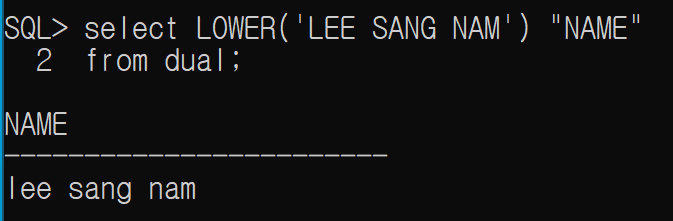 SQL> select LOWER('LEE SANG NAM') "NAME"
  2  from dual;
NAME
------------------------
lee sang nam